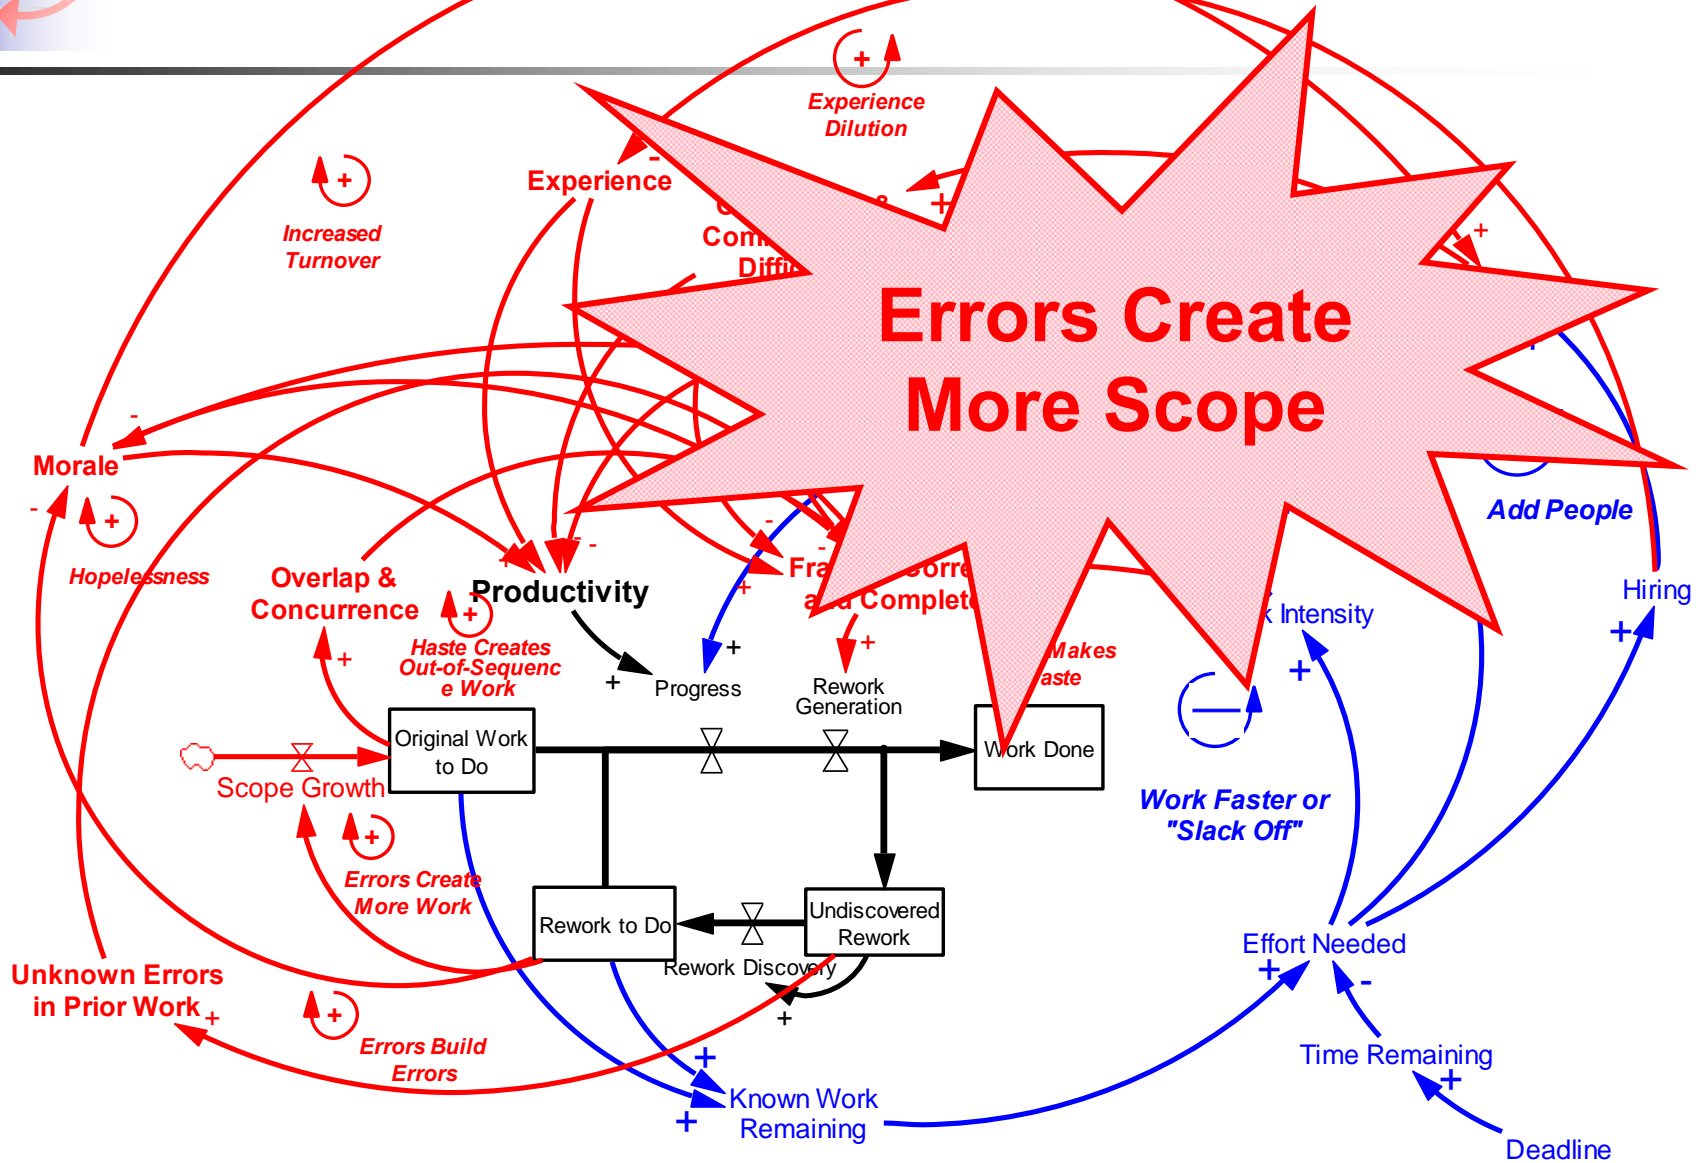 Experience
Dilution
Experience
Increased
Turnover
Errors Create
More Scope
Morale
Hopelessness
Add People
Overlap &
Concurrence
Productivity
Haste Creates
Out-of-Sequenc
e Work
Progress
Rework
Generation
Makes
Intensity
Hiring
Original Work
to Do
Work Done
Scope Growth
Work Faster or
"Slack Off"
Errors Create
More Work
Rework to Do
Undiscovered
Rework
Rework Discovery
Effort Needed
Unknown Errors
in Prior Work
Errors Build
Errors
Time Remaining
Known Work
Remaining
Deadline